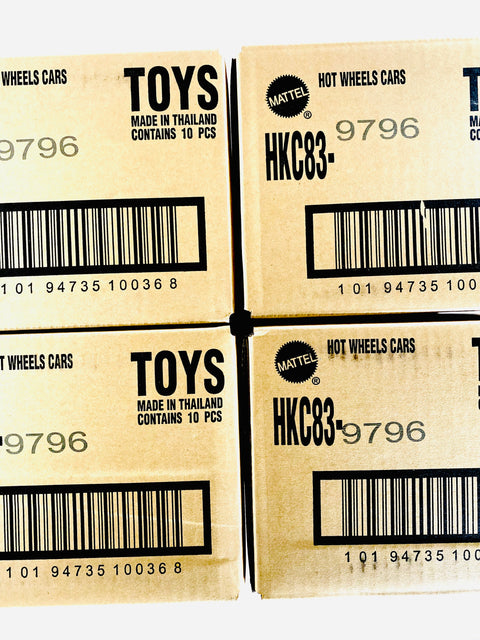 WHEELS CARS
TOYS
MADE IN THAILAND
CONTAINS 10 PCS
9796
1 01 94735 10036 8
HOT WHEELS CARS
MATTEL
®
HKC83-9796
1 01 94735 100
T WHEELS CARS
TOYS
MADE IN THAILAND
CONTAINS 10 PCS
-9796
1 01 94735 10036 8
HOT WHEELS CARS
MATTEL
®
HKC83-9796
1 01 94735 100